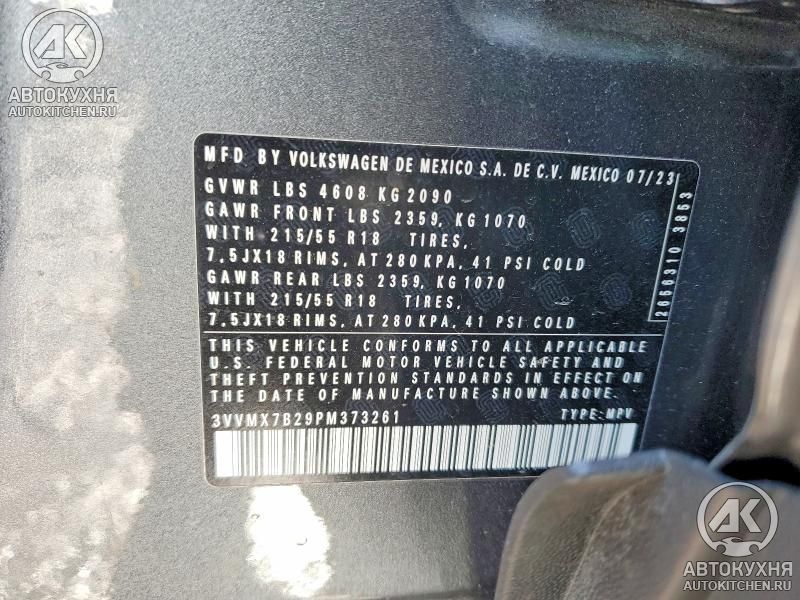 AK
АВТОКУХНЯ
AUTOKITCHEN.RU
MFD BY VOLKSWAGEN DE MEXICO S.A. DE C.V. MEXICO 07/23
GVWR LBS 4608 KG 2090
GAWR FRONT LBS 2359, KG 1070
WITH 215/55 R18 TIRES,
7,5JX18 RIMS, AT 280 KPA, 41 PSI COLD
GAWR REAR LBS 2359, KG 1070
WITH 215/55 R18 TIRES,
7,5JX18 RIMS, AT 280 KPA, 41 PSI COLD
2656310 3853
THIS VEHICLE CONFORMS TO ALL APPLICABLE
U.S. FEDERAL MOTOR VEHICLE SAFETY AND
THEFT PREVENTION STANDARDS IN EFFECT ON
THE DATE OF MANUFACTURE SHOWN ABOVE.
3VVMX7B29PM373261 TYPE: MPV
AK
АВТОКУХНЯ
AUTOKITCHEN.RU